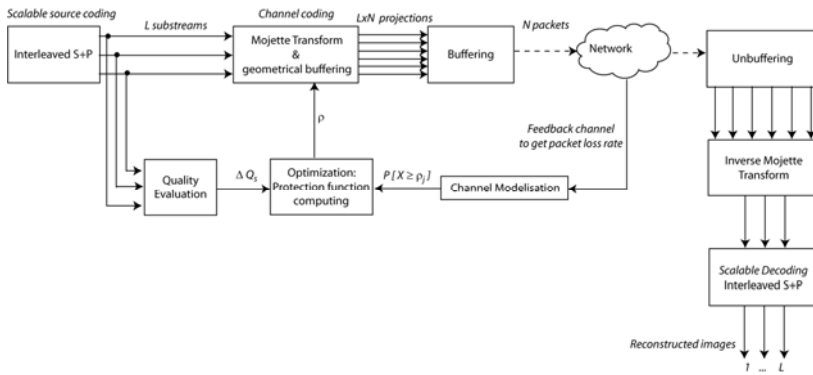 Scalable source coding
L substreams
Channel coding
LxN projections
N packets
Interleaved S+P
Mojette Transform
&
geometrical buffering
Buffering
Network
Unbuffering
ρ
Feedback channel
to get packet loss rate
Quality
Evaluation
Δ Qs
Optimization:
Protection function
computing
P [ X ≥ ρj ]
Channel Modelisation
Inverse Mojette
Transform
Scalable Decoding
Interleaved S+P
Reconstructed images
1 ... L